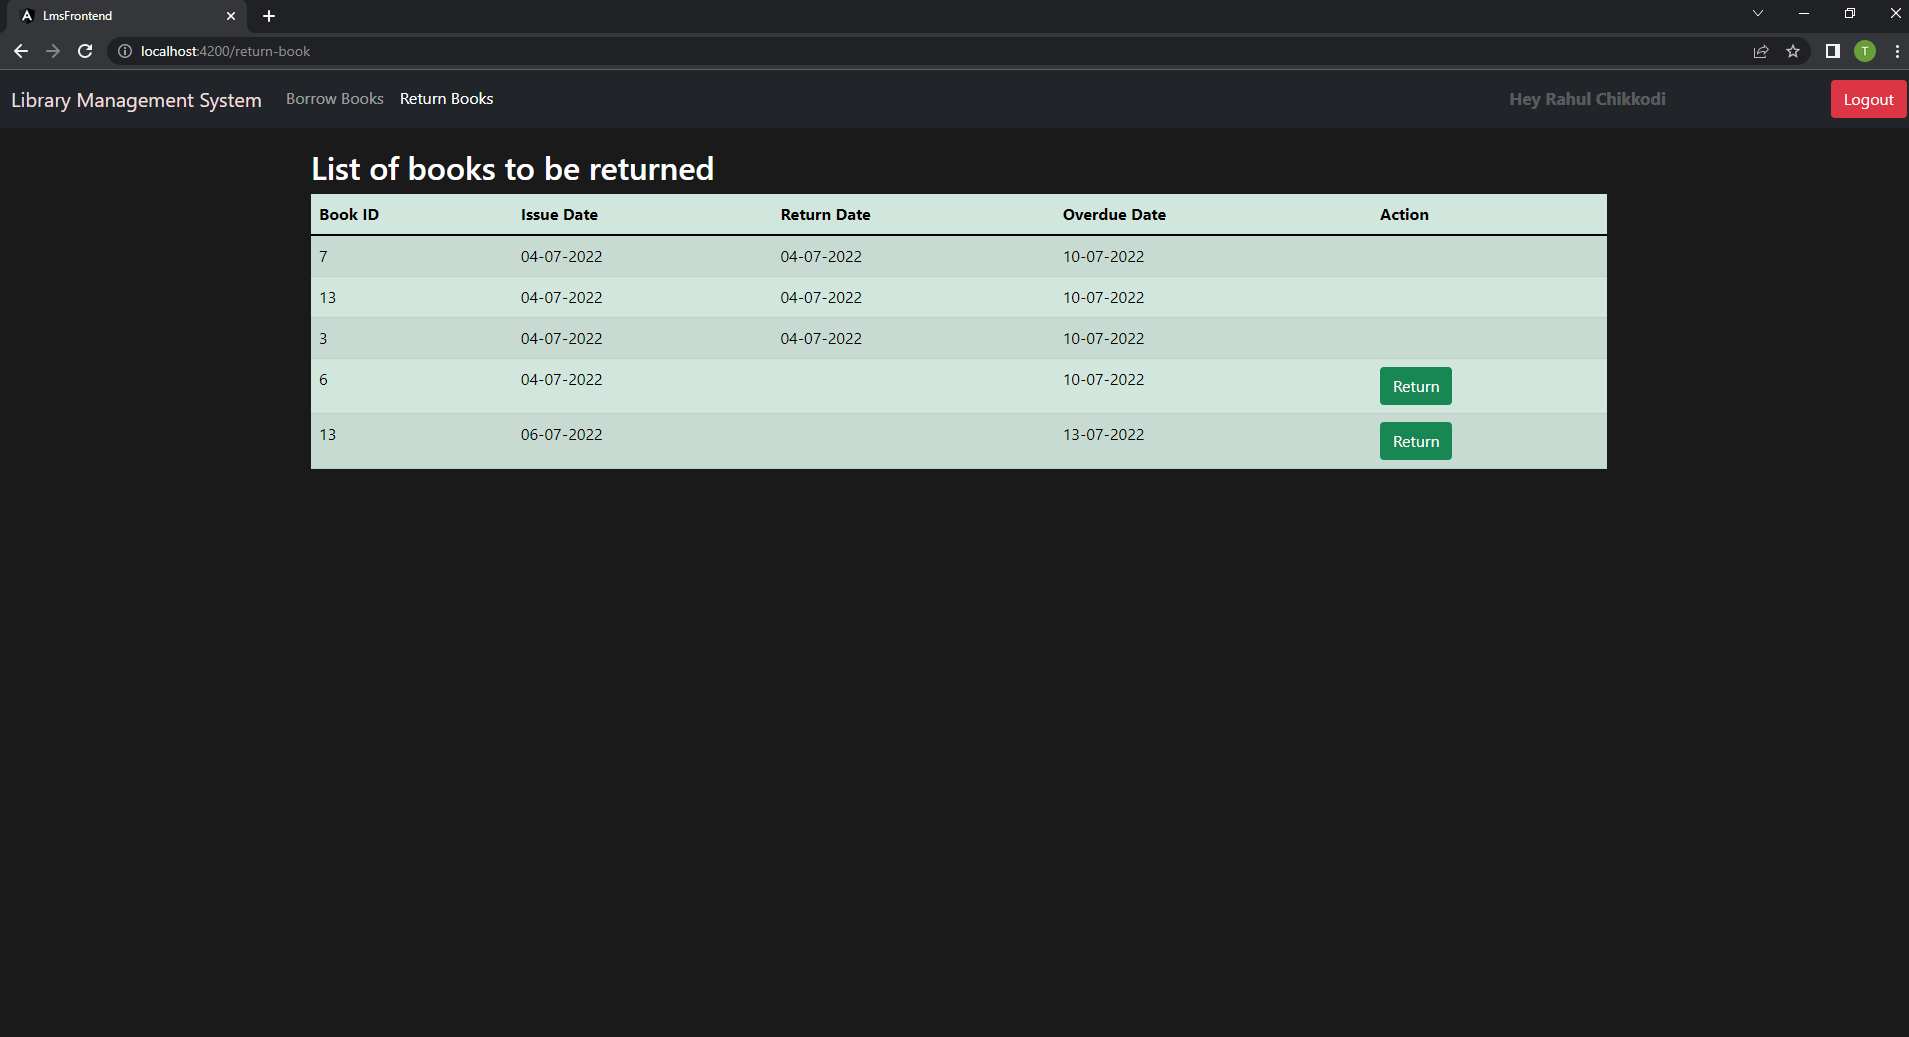 LmsFrontend
localhost:4200/return-book
T
Library Management System Borrow Books Return Books Hey Rahul Chikkodi Logout
List of books to be returned
Book ID Issue Date Return Date Overdue Date Action
7 04-07-2022 04-07-2022 10-07-2022
13 04-07-2022 04-07-2022 10-07-2022
3 04-07-2022 04-07-2022 10-07-2022
6 04-07-2022 10-07-2022 Return
13 06-07-2022 13-07-2022 Return